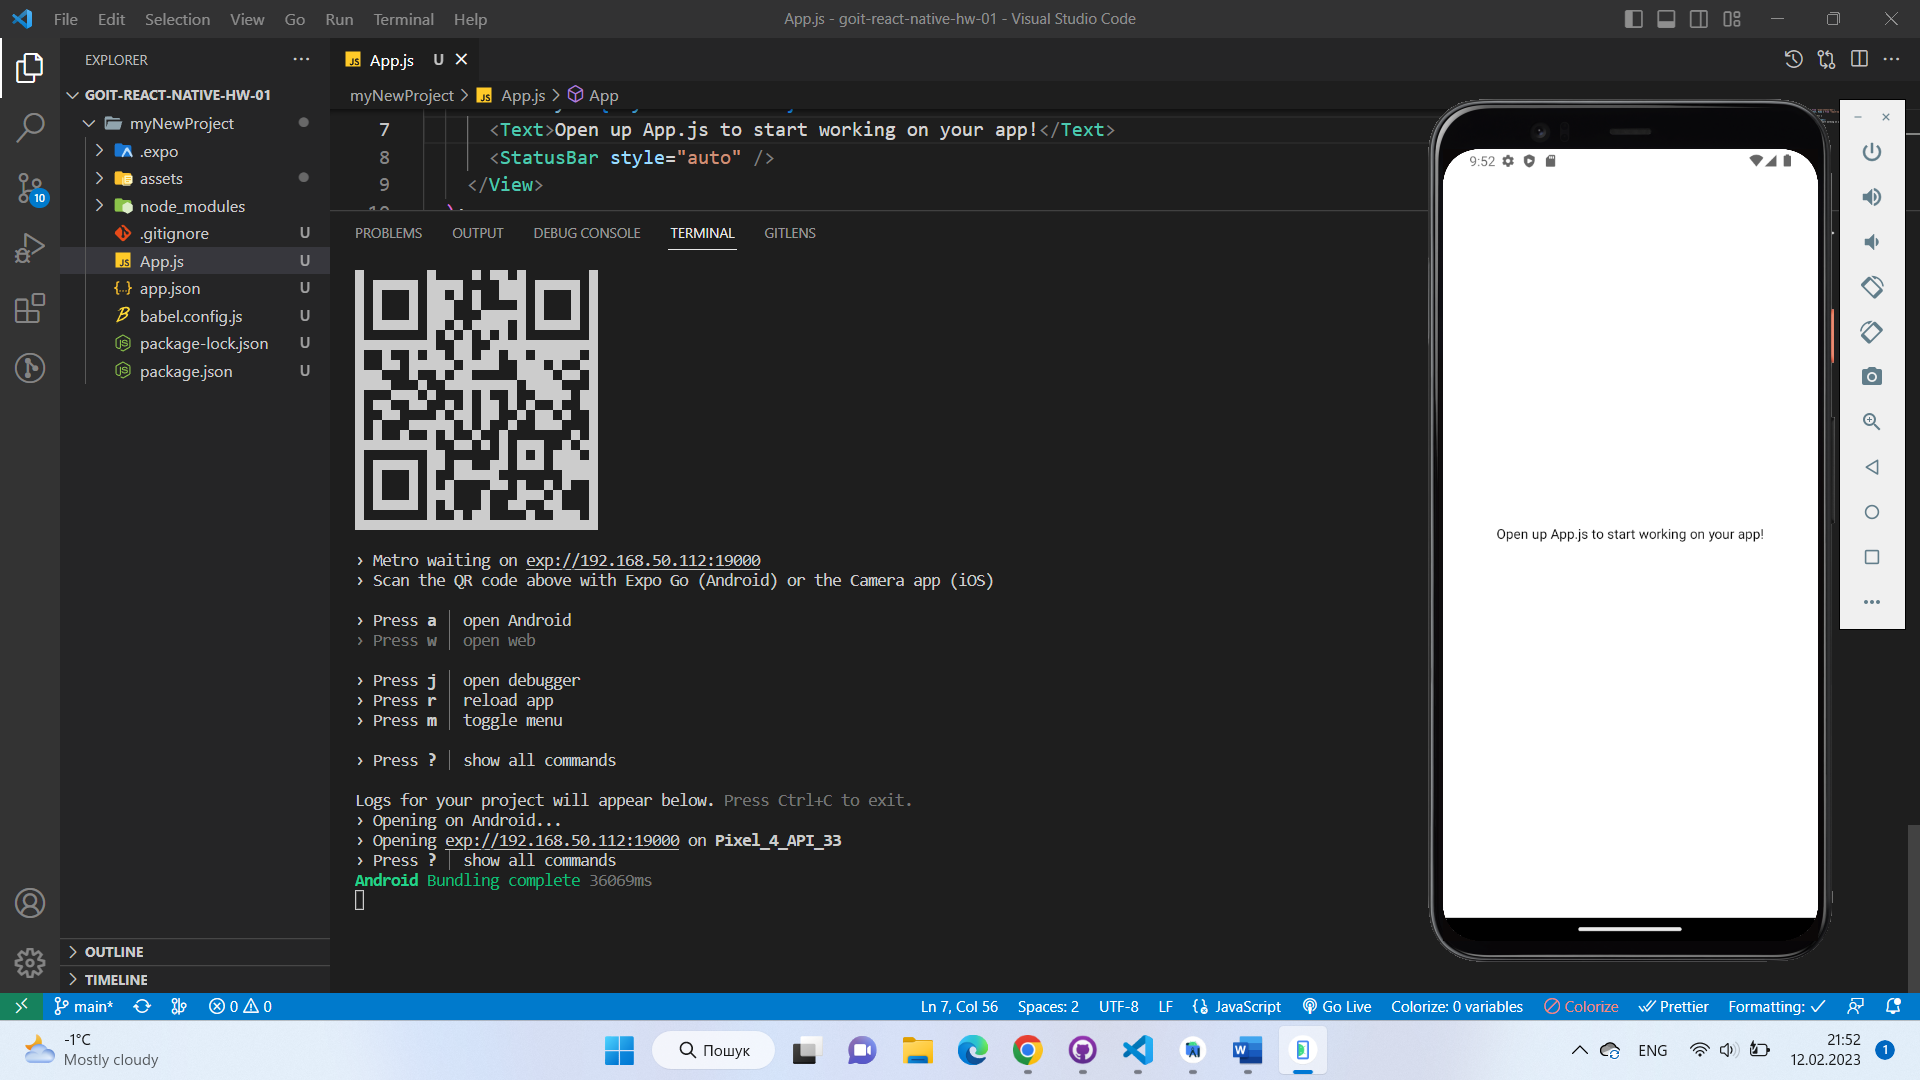 File Edit Selection View Go Run Terminal Help
App.js - goit-react-native-hw-01 - Visual Studio Code
EXPLORER
GOIT-REACT-NATIVE-HW-01
myNewProject
.expo
assets
node_modules
.gitignore U
App.js U
app.json U
babel.config.js U
package-lock.json U
package.json U
OUTLINE
TIMELINE
10
App.js U
myNewProject > App.js > App
7 <Text>Open up App.js to start working on your app!</Text>
8 <StatusBar style="auto" />
9 </View>
PROBLEMS OUTPUT DEBUG CONSOLE TERMINAL GITLENS
› Metro waiting on exp://192.168.50.112:19000
› Scan the QR code above with Expo Go (Android) or the Camera app (iOS)
› Press a │ open Android
› Press w │ open web
› Press j │ open debugger
› Press r │ reload app
› Press m │ toggle menu
› Press ? │ show all commands
Logs for your project will appear below. Press Ctrl+C to exit.
› Opening on Android...
› Opening exp://192.168.50.112:19000 on Pixel_4_API_33
› Press ? │ show all commands
Android Bundling complete 36069ms
9:52
Open up App.js to start working on your app!
main* 0 0
Ln 7, Col 56 Spaces: 2 UTF-8 LF JavaScript Go Live Colorize: 0 variables Colorize Prettier Formatting:
-1°C
Mostly cloudy
Пошук
ENG
21:52
12.02.2023
1